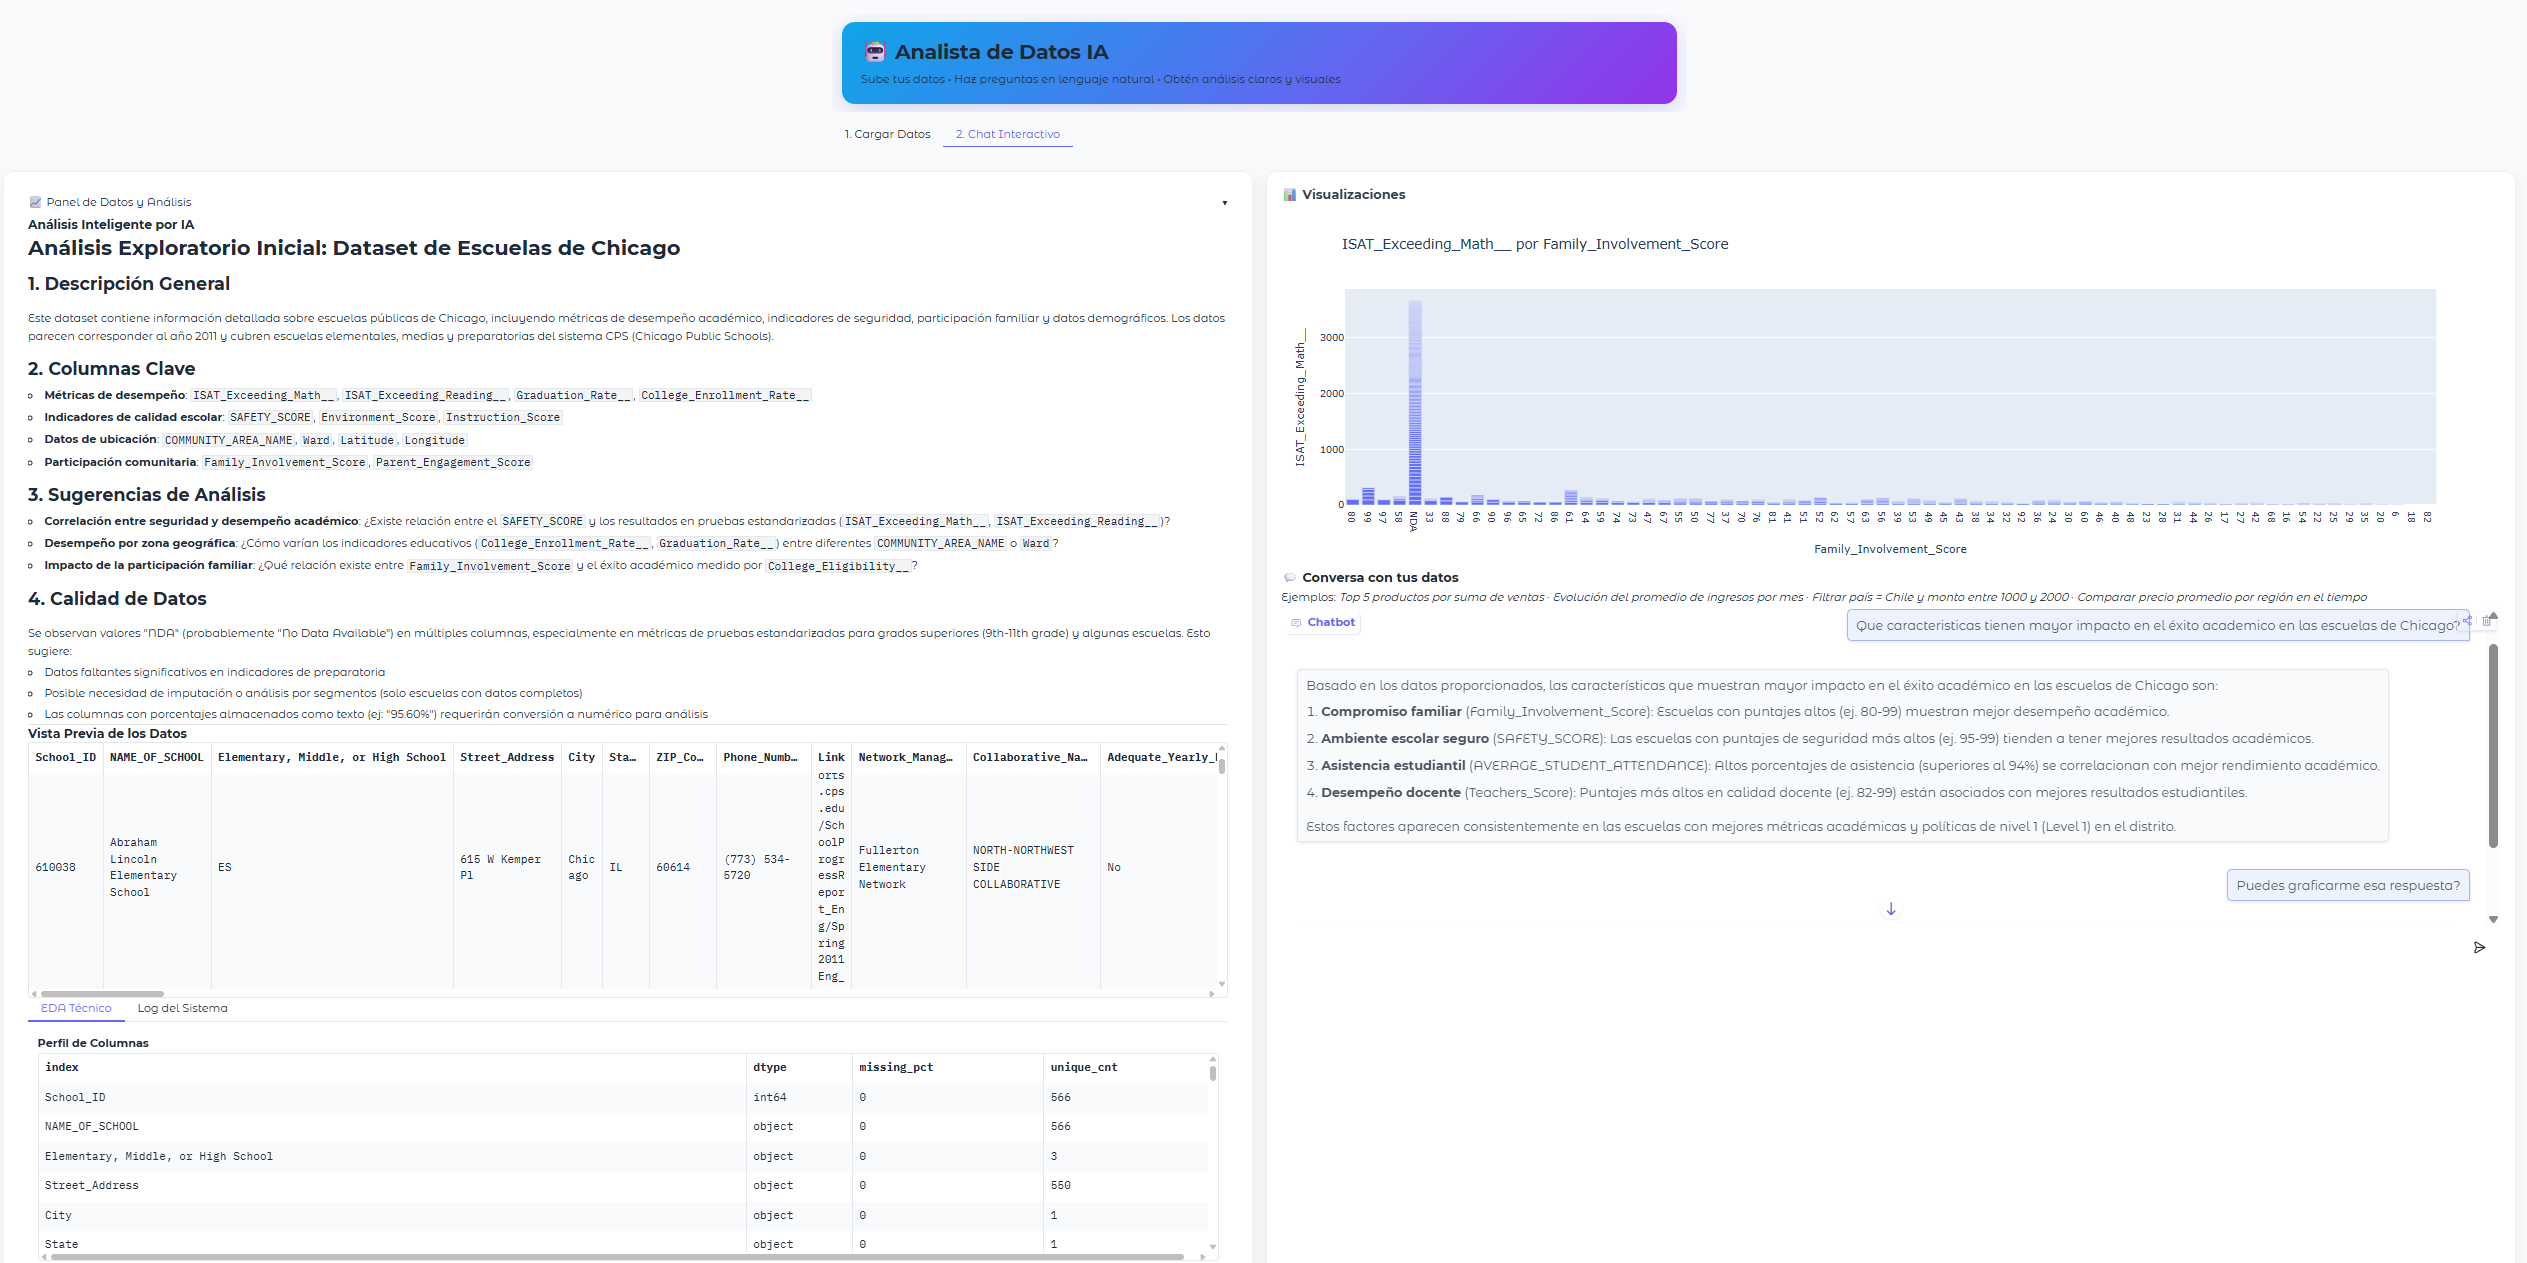 Analista de Datos IA
Sube tus datos • Haz preguntas en lenguaje natural • Obtén análisis claros y visuales
1. Cargar Datos
2. Chat Interactivo
Panel de Datos y Análisis
Análisis Inteligente por IA
Análisis Exploratorio Inicial: Dataset de Escuelas de Chicago
1. Descripción General
Este dataset contiene información detallada sobre escuelas públicas de Chicago, incluyendo métricas de desempeño académico, indicadores de seguridad, participación familiar y datos demográficos. Los datos
parecen corresponder al año 2011 y cubren escuelas elementales, medias y preparatorias del sistema CPS (Chicago Public Schools).
2. Columnas Clave
Métricas de desempeño: ISAT_Exceeding_Math__, ISAT_Exceeding_Reading__, Graduation_Rate__, College_Enrollment_Rate__
Indicadores de calidad escolar: SAFETY_SCORE, Environment_Score, Instruction_Score
Datos de ubicación: COMMUNITY_AREA_NAME, Ward, Latitude, Longitude
Participación comunitaria: Family_Involvement_Score, Parent_Engagement_Score
3. Sugerencias de Análisis
Correlación entre seguridad y desempeño académico: ¿Existe relación entre el SAFETY_SCORE y los resultados en pruebas estandarizadas (ISAT_Exceeding_Math__, ISAT_Exceeding_Reading__)?
Desempeño por zona geográfica: ¿Cómo varían los indicadores educativos (College_Enrollment_Rate__, Graduation_Rate__) entre diferentes COMMUNITY_AREA_NAME o Ward?
Impacto de la participación familiar: ¿Qué relación existe entre Family_Involvement_Score y el éxito académico medido por College_Eligibility__?
4. Calidad de Datos
Se observan valores "NDA" (probablemente "No Data Available") en múltiples columnas, especialmente en métricas de pruebas estandarizadas para grados superiores (9th-11th grade) y algunas escuelas. Esto
sugiere:
Datos faltantes significativos en indicadores de preparatoria
Posible necesidad de imputación o análisis por segmentos (solo escuelas con datos completos)
Las columnas con porcentajes almacenados como texto (ej: "95.60%") requerirán conversión a numérico para análisis
Vista Previa de los Datos
School_ID NAME_OF_SCHOOL Elementary, Middle, or High School Street_Address City Sta… ZIP_Co… Phone_Numb… Link Network_Manag… Collaborative_Na… Adequate_Yearly_
610038
Abraham
Lincoln
Elementary
School
ES
615 W Kemper
Pl
Chic
ago
IL
60614
(773) 534-
5720
orts
.cps
.edu
/Sch
oolP
rogr
essR
epor
t_En
g/Sp
ring
2011
Eng_
Fullerton
Elementary
Network
NORTH-NORTHWEST
SIDE
COLLABORATIVE
No
EDA Técnico
Log del Sistema
Perfil de Columnas
index dtype missing_pct unique_cnt
School_ID int64 0 566
NAME_OF_SCHOOL object 0 566
Elementary, Middle, or High School object 0 3
Street_Address object 0 550
City object 0 1
State object 0 1
Visualizaciones
ISAT_Exceeding_Math__ por Family_Involvement_Score
ISAT_Exceeding_Math__
3000
2000
1000
0
80 99 97 58 NDA 33 88 79 66 90 96 65 72 86 61 64 59 74 73 47 67 55 50 77 37 70 76 81 41 51 52 62 57 63 56 39 53 49 45 43 38 34 32 92 36 24 30 60 46 40 48 23 28 31 44 26 17 27 42 68 16 54 22 25 29 35 20 6 18 82
Family_Involvement_Score
Conversa con tus datos
Ejemplos: Top 5 productos por suma de ventas · Evolución del promedio de ingresos por mes · Filtrar país = Chile y monto entre 1000 y 2000 · Comparar precio promedio por región en el tiempo
Chatbot
Que caracteristicas tienen mayor impacto en el éxito academico en las escuelas de Chicago?
Basado en los datos proporcionados, las características que muestran mayor impacto en el éxito académico en las escuelas de Chicago son:
1. Compromiso familiar (Family_Involvement_Score): Escuelas con puntajes altos (ej. 80-99) muestran mejor desempeño académico.
2. Ambiente escolar seguro (SAFETY_SCORE): Las escuelas con puntajes de seguridad más altos (ej. 95-99) tienden a tener mejores resultados académicos.
3. Asistencia estudiantil (AVERAGE_STUDENT_ATTENDANCE): Altos porcentajes de asistencia (superiores al 94%) se correlacionan con mejor rendimiento académico.
4. Desempeño docente (Teachers_Score): Puntajes más altos en calidad docente (ej. 82-99) están asociados con mejores resultados estudiantiles.
Estos factores aparecen consistentemente en las escuelas con mejores métricas académicas y políticas de nivel 1 (Level 1) en el distrito.
Puedes graficarme esa respuesta?